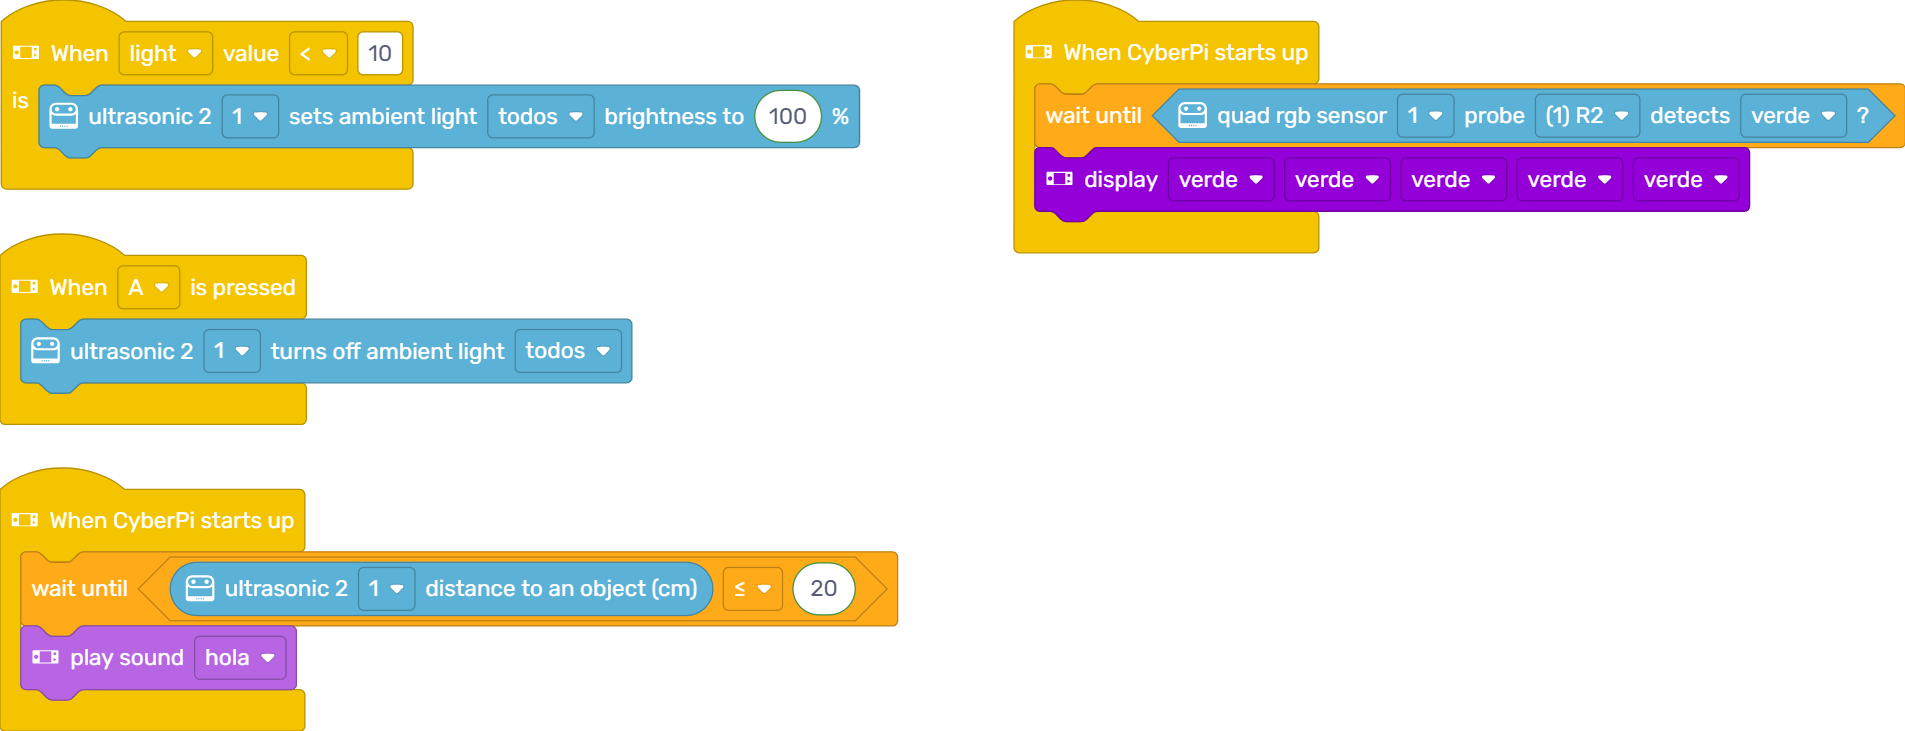 When light value < 10
is
ultrasonic 2 1 sets ambient light todos brightness to 100 %
When A is pressed
ultrasonic 2 1 turns off ambient light todos
When CyberPi starts up
wait until ultrasonic 2 1 distance to an object (cm) ≤ 20
play sound hola
When CyberPi starts up
wait until quad rgb sensor 1 probe (1) R2 detects verde ?
display verde verde verde verde verde